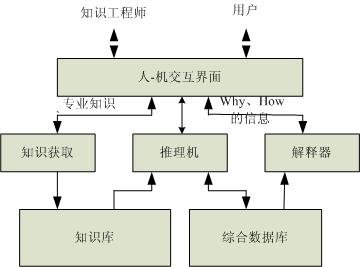 知识工程师
用户
人-机交互界面
专业知识
Why、How
的信息
知识获取
推理机
解释器
知识库
综合数据库